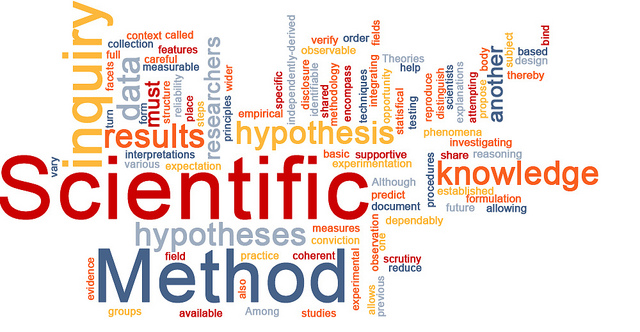 inquiry
context called
collection
features
full
careful
measurable
facets
data
must
form
turn
structure
reliability
place
steps
researchers
principles
wider
results
interpretations
various
expectation
vary
empirical
specific
independently-derived
verify order
observable
fields
disclosure
identifiable
shared
methodology
encompass
techniques
integrating
opportunity
Theories
help
statistical
testing
reproduce
distinguish
scientists
explanations
attempting
propose
body
another
subject
based
bind
design
thereby
hypothesis
phenomena
investigating
basic supportive
experimentation
share reasoning
procedures
knowledge
Scientific
Although
predict
document
established
formulation
future allowing
dependably
hypotheses
measures
conviction
observation
one
Method
field
practice
coherent
scrutiny
reduce
experimental
evidence
also
allows
previous
groups
available
Among
studies